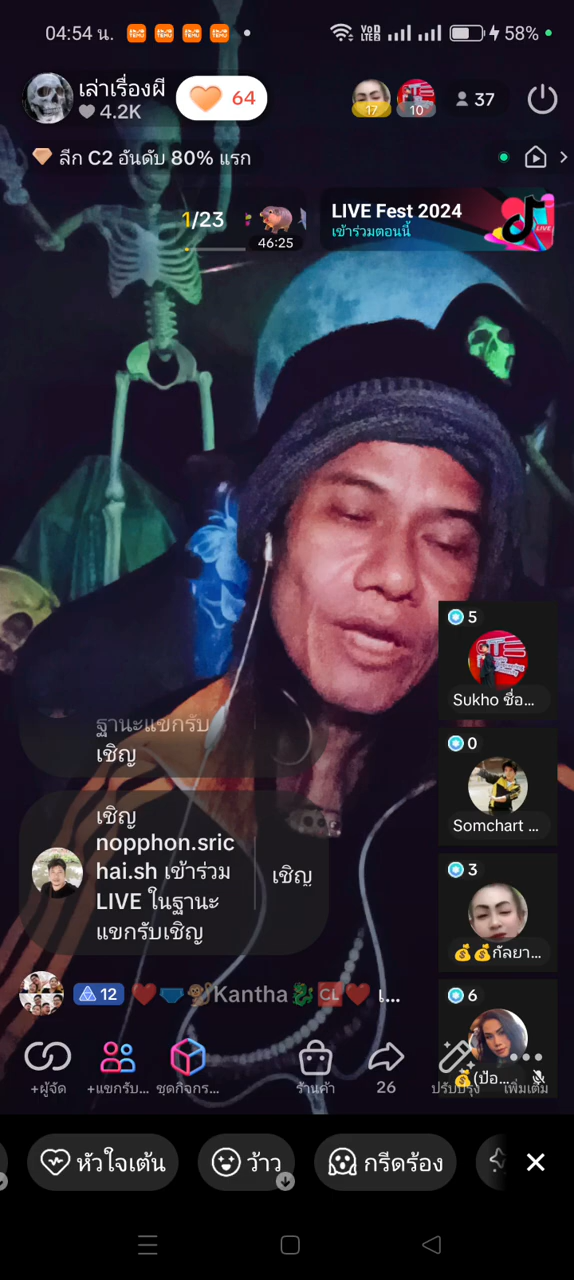 04:54 น.
VoD LTEB
58%
เล่าเรื่องผี
4.2K
64
17
10
37
ลีก C2 อันดับ 80% แรก
1/23
46:25
LIVE Fest 2024
เข้าร่วมตอนนี้
LIVE
5
Sukho ชื่อ...
0
Somchart ...
3
💰💰กัลยา...
6
💰(ป้อ...
ฐานะแขกรับ
เชิญ
เชิญ
nopphon.sric
hai.sh เข้าร่วม
LIVE ในฐานะ
แขกรับเชิญ
เชิญ
12
❤️🩲🐒Kantha🐉🆑❤️ เ...
+ผู้จัด
+แขกรับ...
ชุดกิจกร...
ร้านค้า
26
ปรับปรุง
เพิ่มเติม
หัวใจเต้น
ว้าว
กรีดร้อง